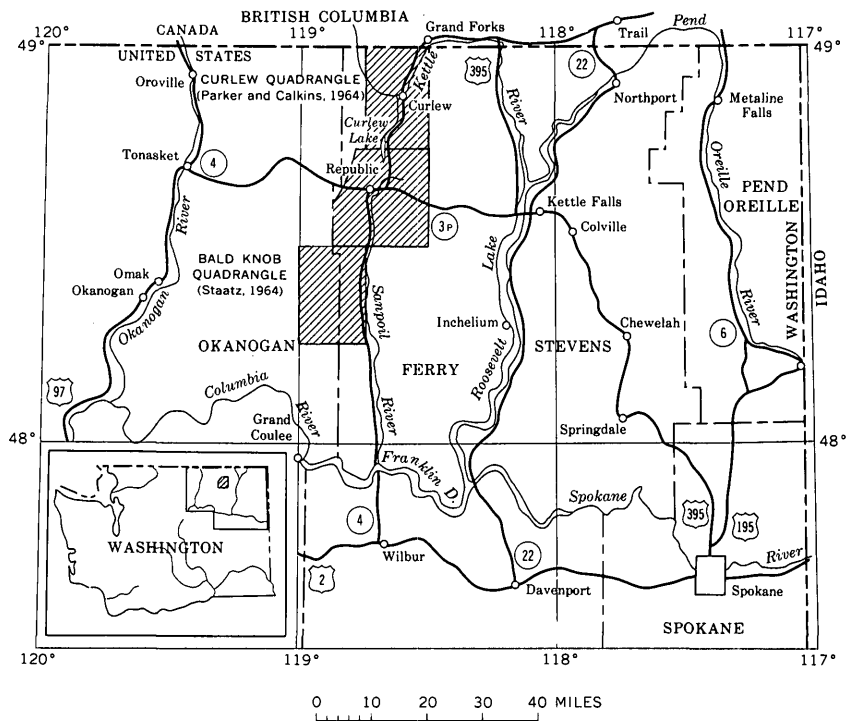 BRITISH COLUMBIA
118°
Grand Forks
Trail
Pend
CANADA
49°
49°
UNITED STATES
22
395
Oroville
CURLEW QUADRANGLE
(Parker and Calkins, 1964)
Kettle
River
Northport
Metaline
Falls
Curlew
Curlew
Lake
Tonasket
4
Republic
Oreille
PEND
OREILLE
River
Kettle Falls
3P
Colville
BALD KNOB
QUADRANGLE
(Staatz, 1964)
Lake
WASHINGTON
IDAHO
Omak
Okanogan
Okanogan
Sanpoil
Inchelium
Chewelah
6
River
OKANOGAN
FERRY
STEVENS
Roosevelt
97
Columbia
River
River
Grand
Coulee
Springdale
48°
48°
Franklin D.
Spokane
395
195
WASHINGTON
4
Wilbur
2
22
River
Davenport
Spokane
SPOKANE
120°
119°
118°
117°
0 10 20 30 40 MILES